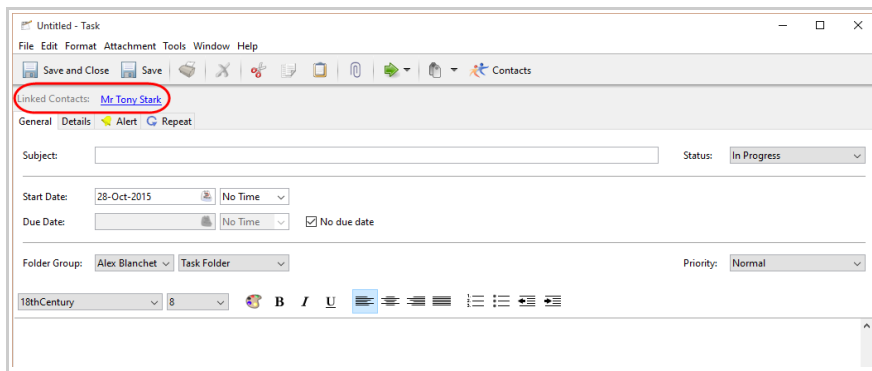 Untitled - Task
File Edit Format Attachment Tools Window Help
Save and Close Save Contacts
Linked Contacts: Mr Tony Stark
General Details Alert Repeat
Subject: Status: In Progress
Start Date: 28-Oct-2015 No Time
Due Date: No Time No due date
Folder Group: Alex Blanchet Task Folder Priority: Normal
18thCentury 8 B I U